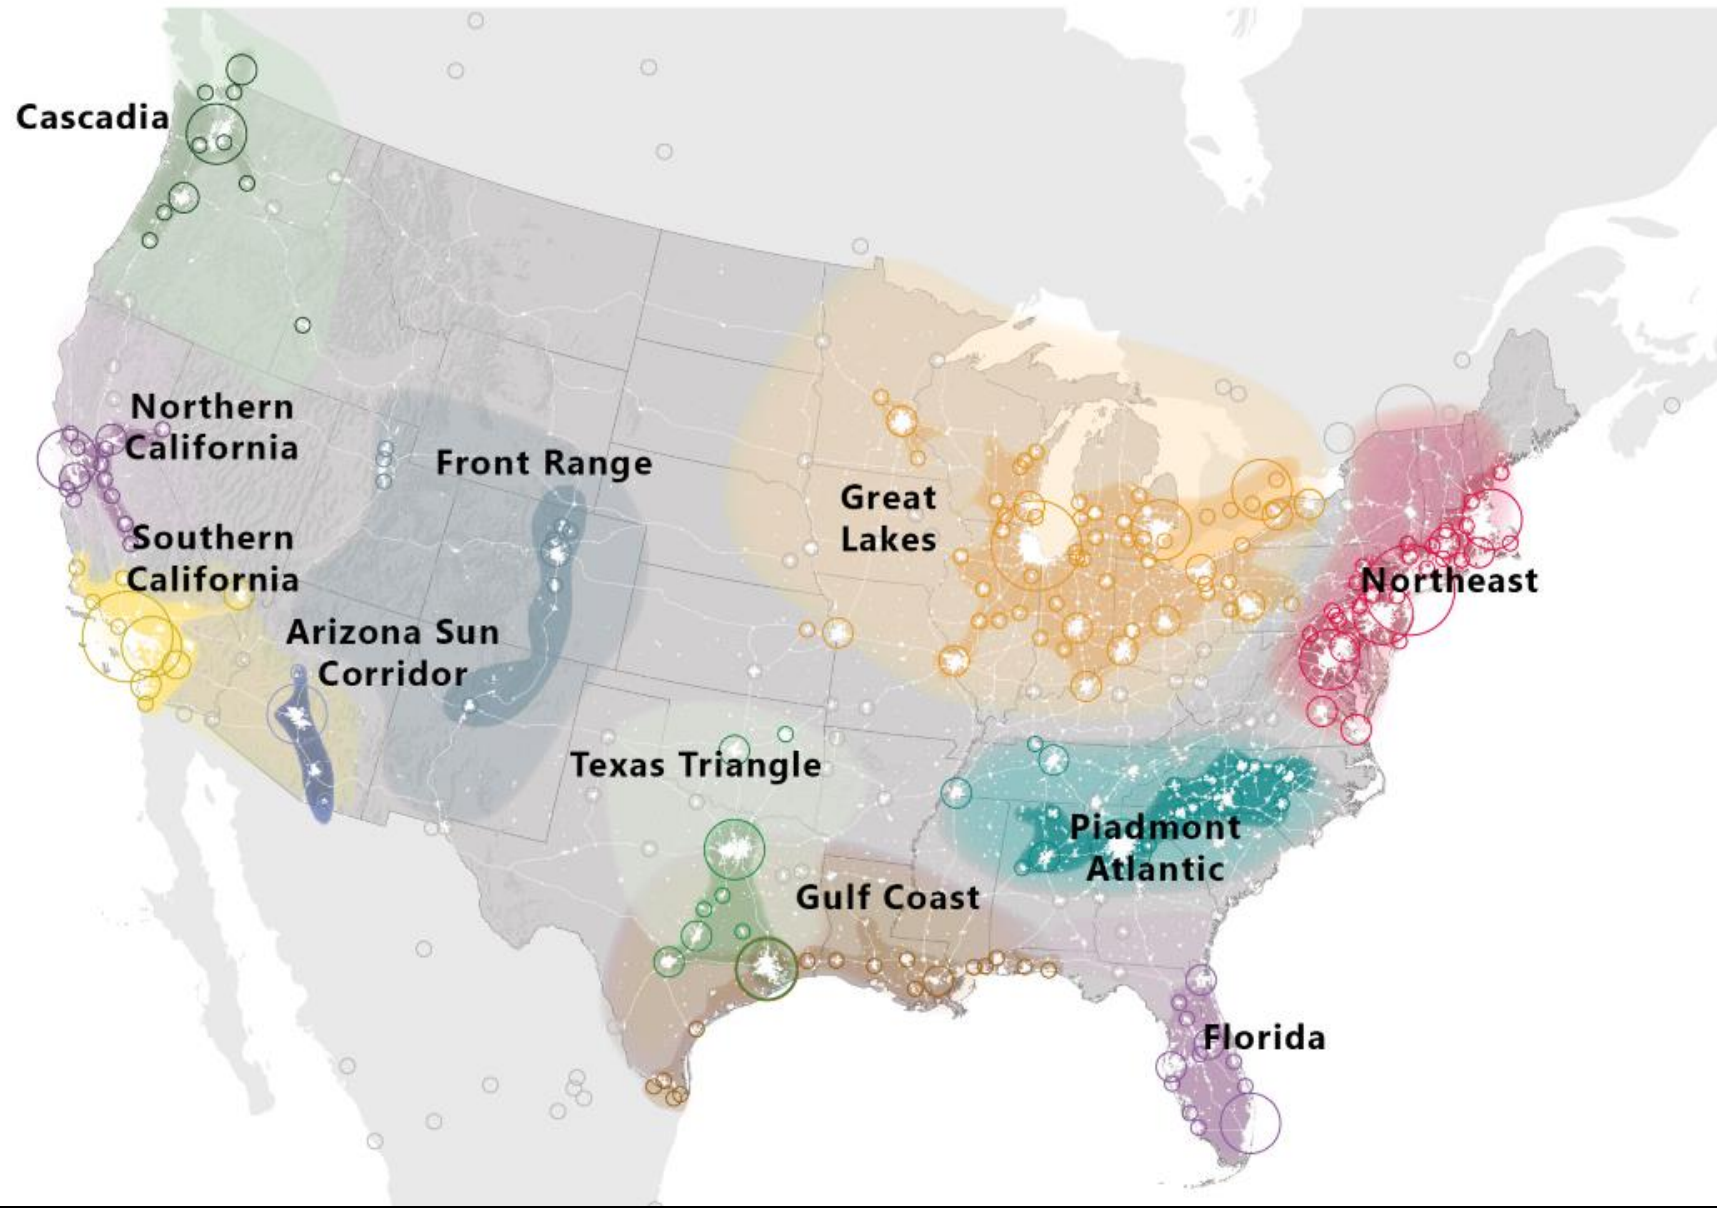 Cascadia
Northern
California
Front Range
Great
Lakes
Southern
California
Northeast
Arizona Sun
Corridor
Texas Triangle
Piadmont
Atlantic
Gulf Coast
Florida